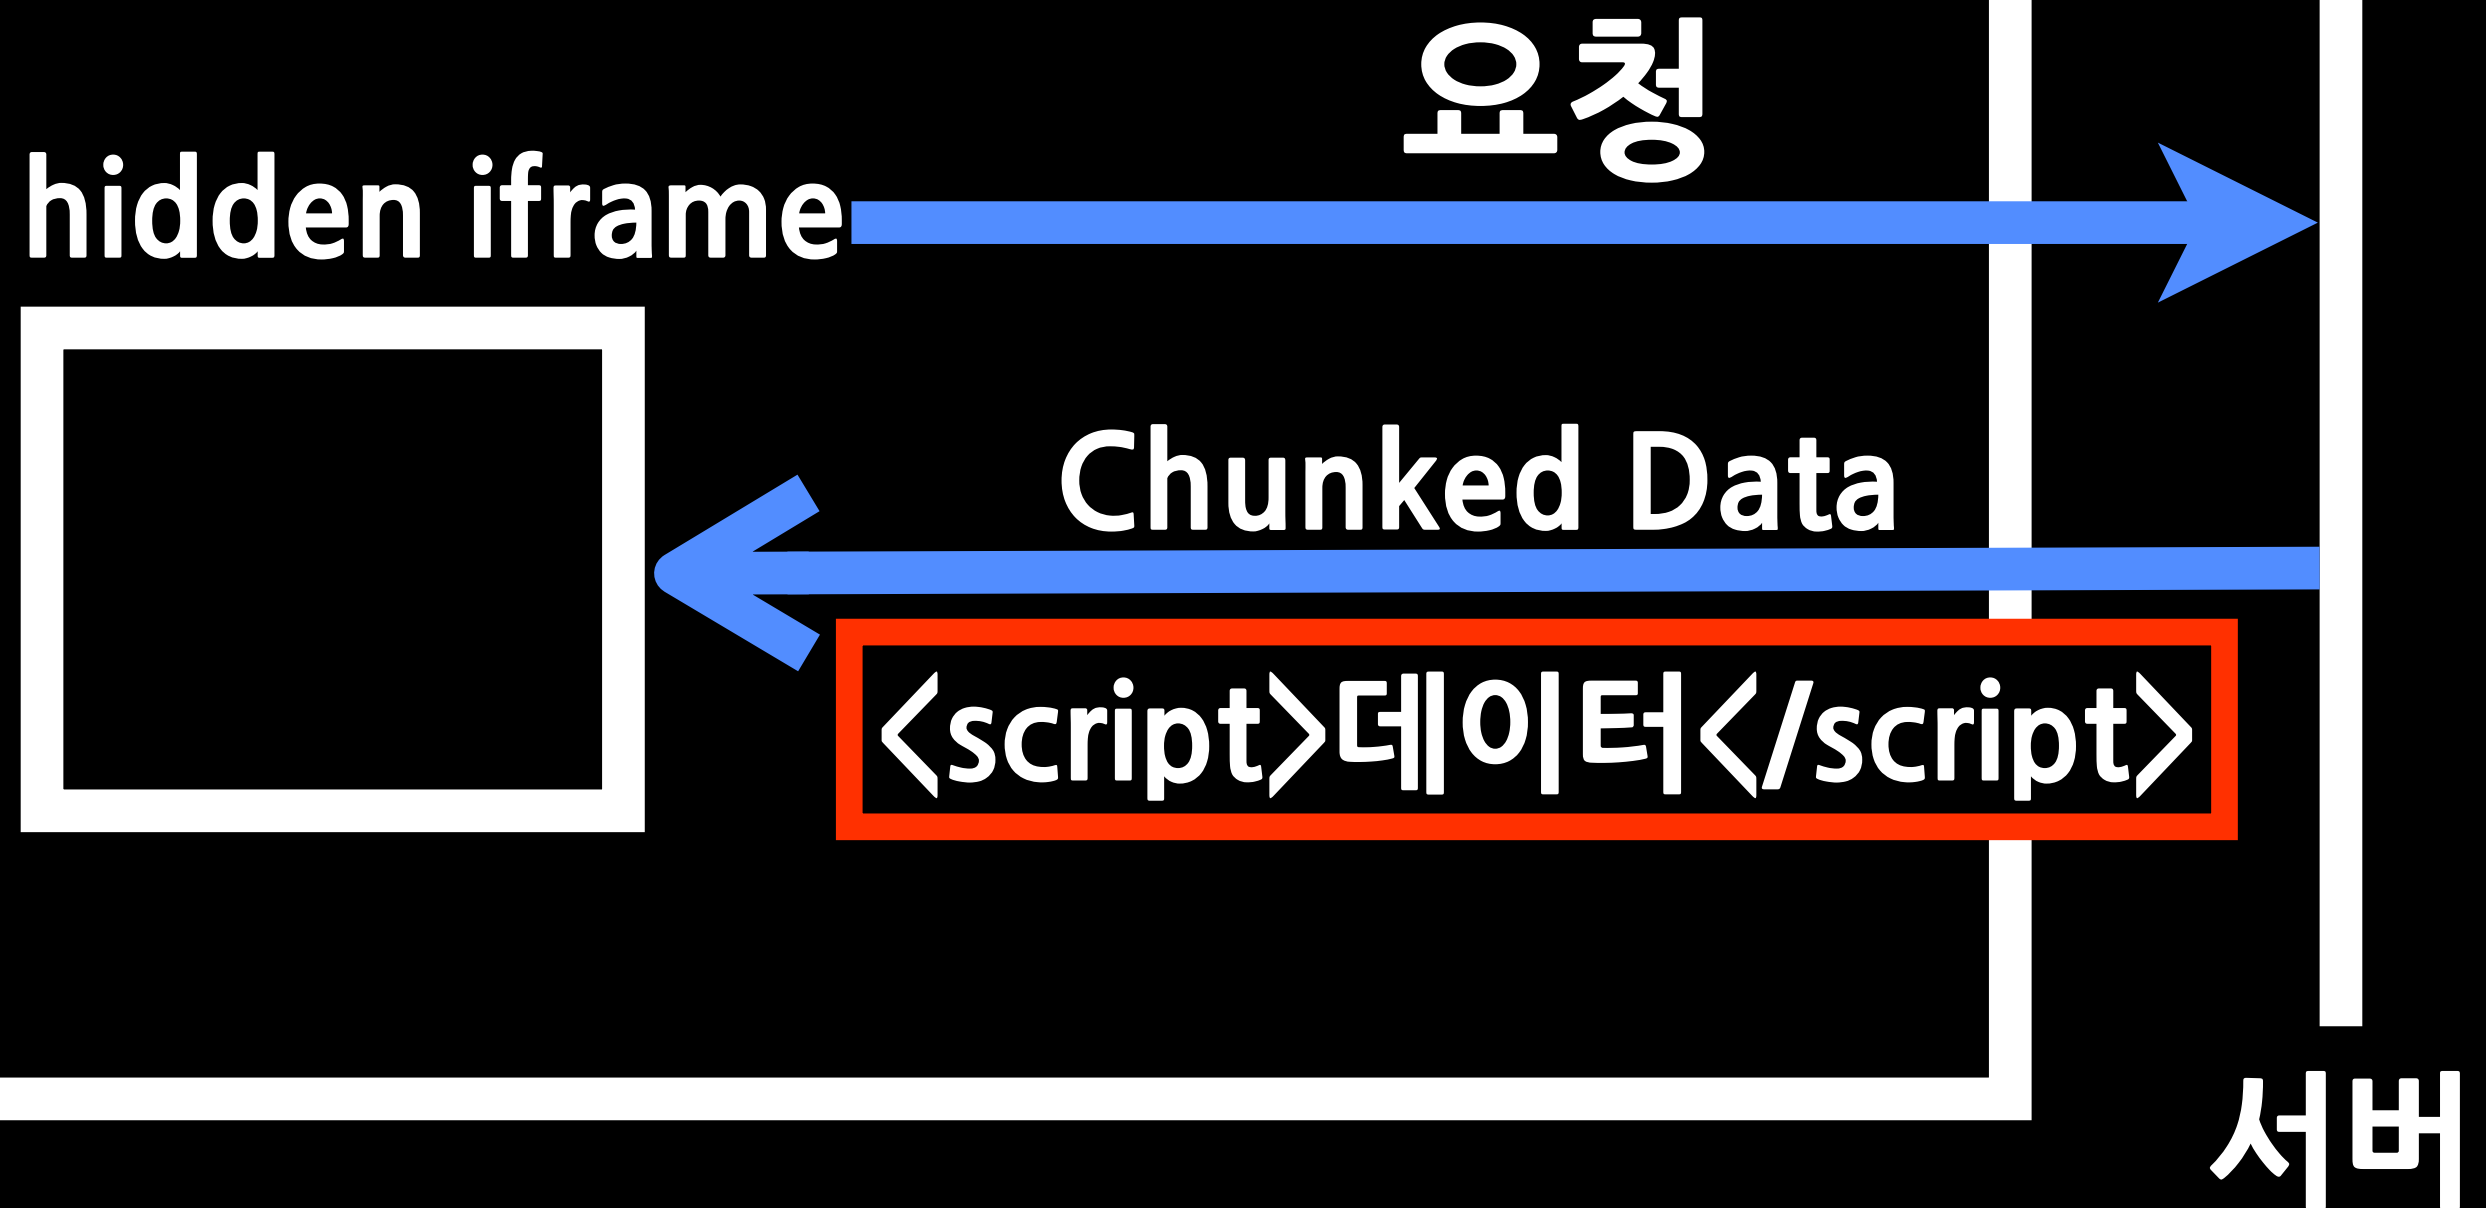 요청
hidden iframe
Chunked Data
<script>데이터</script>
서버